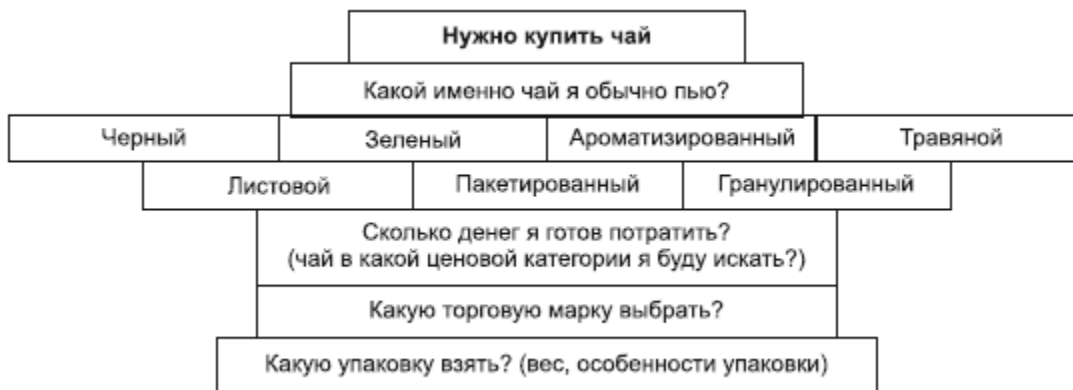 Нужно купить чай
Какой именно чай я обычно пью?
Черный Зеленый Ароматизированный Травяной
Листовой Пакетированный Гранулированный
Сколько денег я готов потратить?
(чай в какой ценовой категории я буду искать?)
Какую торговую марку выбрать?
Какую упаковку взять? (вес, особенности упаковки)